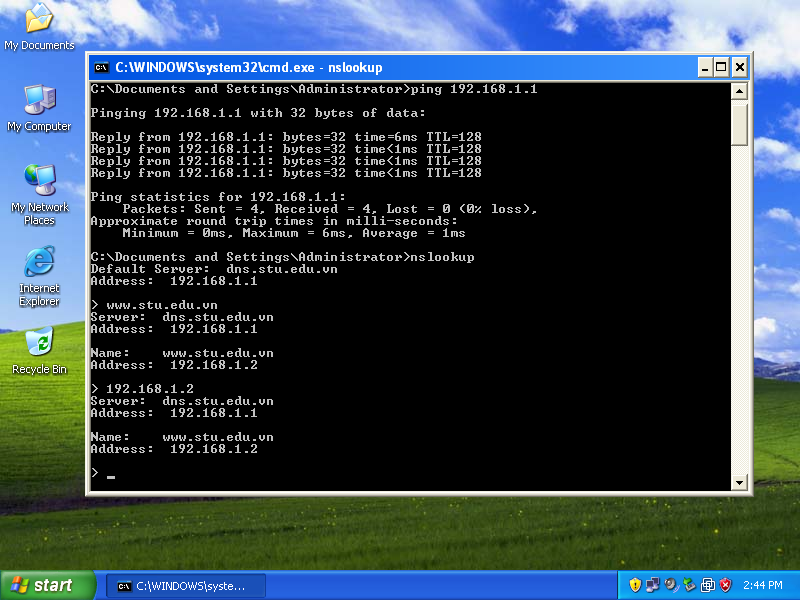 My Documents
My Computer
My Network
Places
Internet
Explorer
Recycle Bin
C:\WINDOWS\system32\cmd.exe - nslookup
C:\Documents and Settings\Administrator>ping 192.168.1.1
Pinging 192.168.1.1 with 32 bytes of data:
Reply from 192.168.1.1: bytes=32 time=6ms TTL=128
Reply from 192.168.1.1: bytes=32 time<1ms TTL=128
Reply from 192.168.1.1: bytes=32 time<1ms TTL=128
Reply from 192.168.1.1: bytes=32 time<1ms TTL=128
Ping statistics for 192.168.1.1:
Packets: Sent = 4, Received = 4, Lost = 0 (0% loss),
Approximate round trip times in milli-seconds:
Minimum = 0ms, Maximum = 6ms, Average = 1ms
C:\Documents and Settings\Administrator>nslookup
Default Server:  dns.stu.edu.vn
Address:  192.168.1.1
> www.stu.edu.vn
Server:  dns.stu.edu.vn
Address:  192.168.1.1
Name:    www.stu.edu.vn
Address:  192.168.1.2
> 192.168.1.2
Server:  dns.stu.edu.vn
Address:  192.168.1.1
Name:    www.stu.edu.vn
Address:  192.168.1.2
> _
start
C:\WINDOWS\syste...
2:44 PM